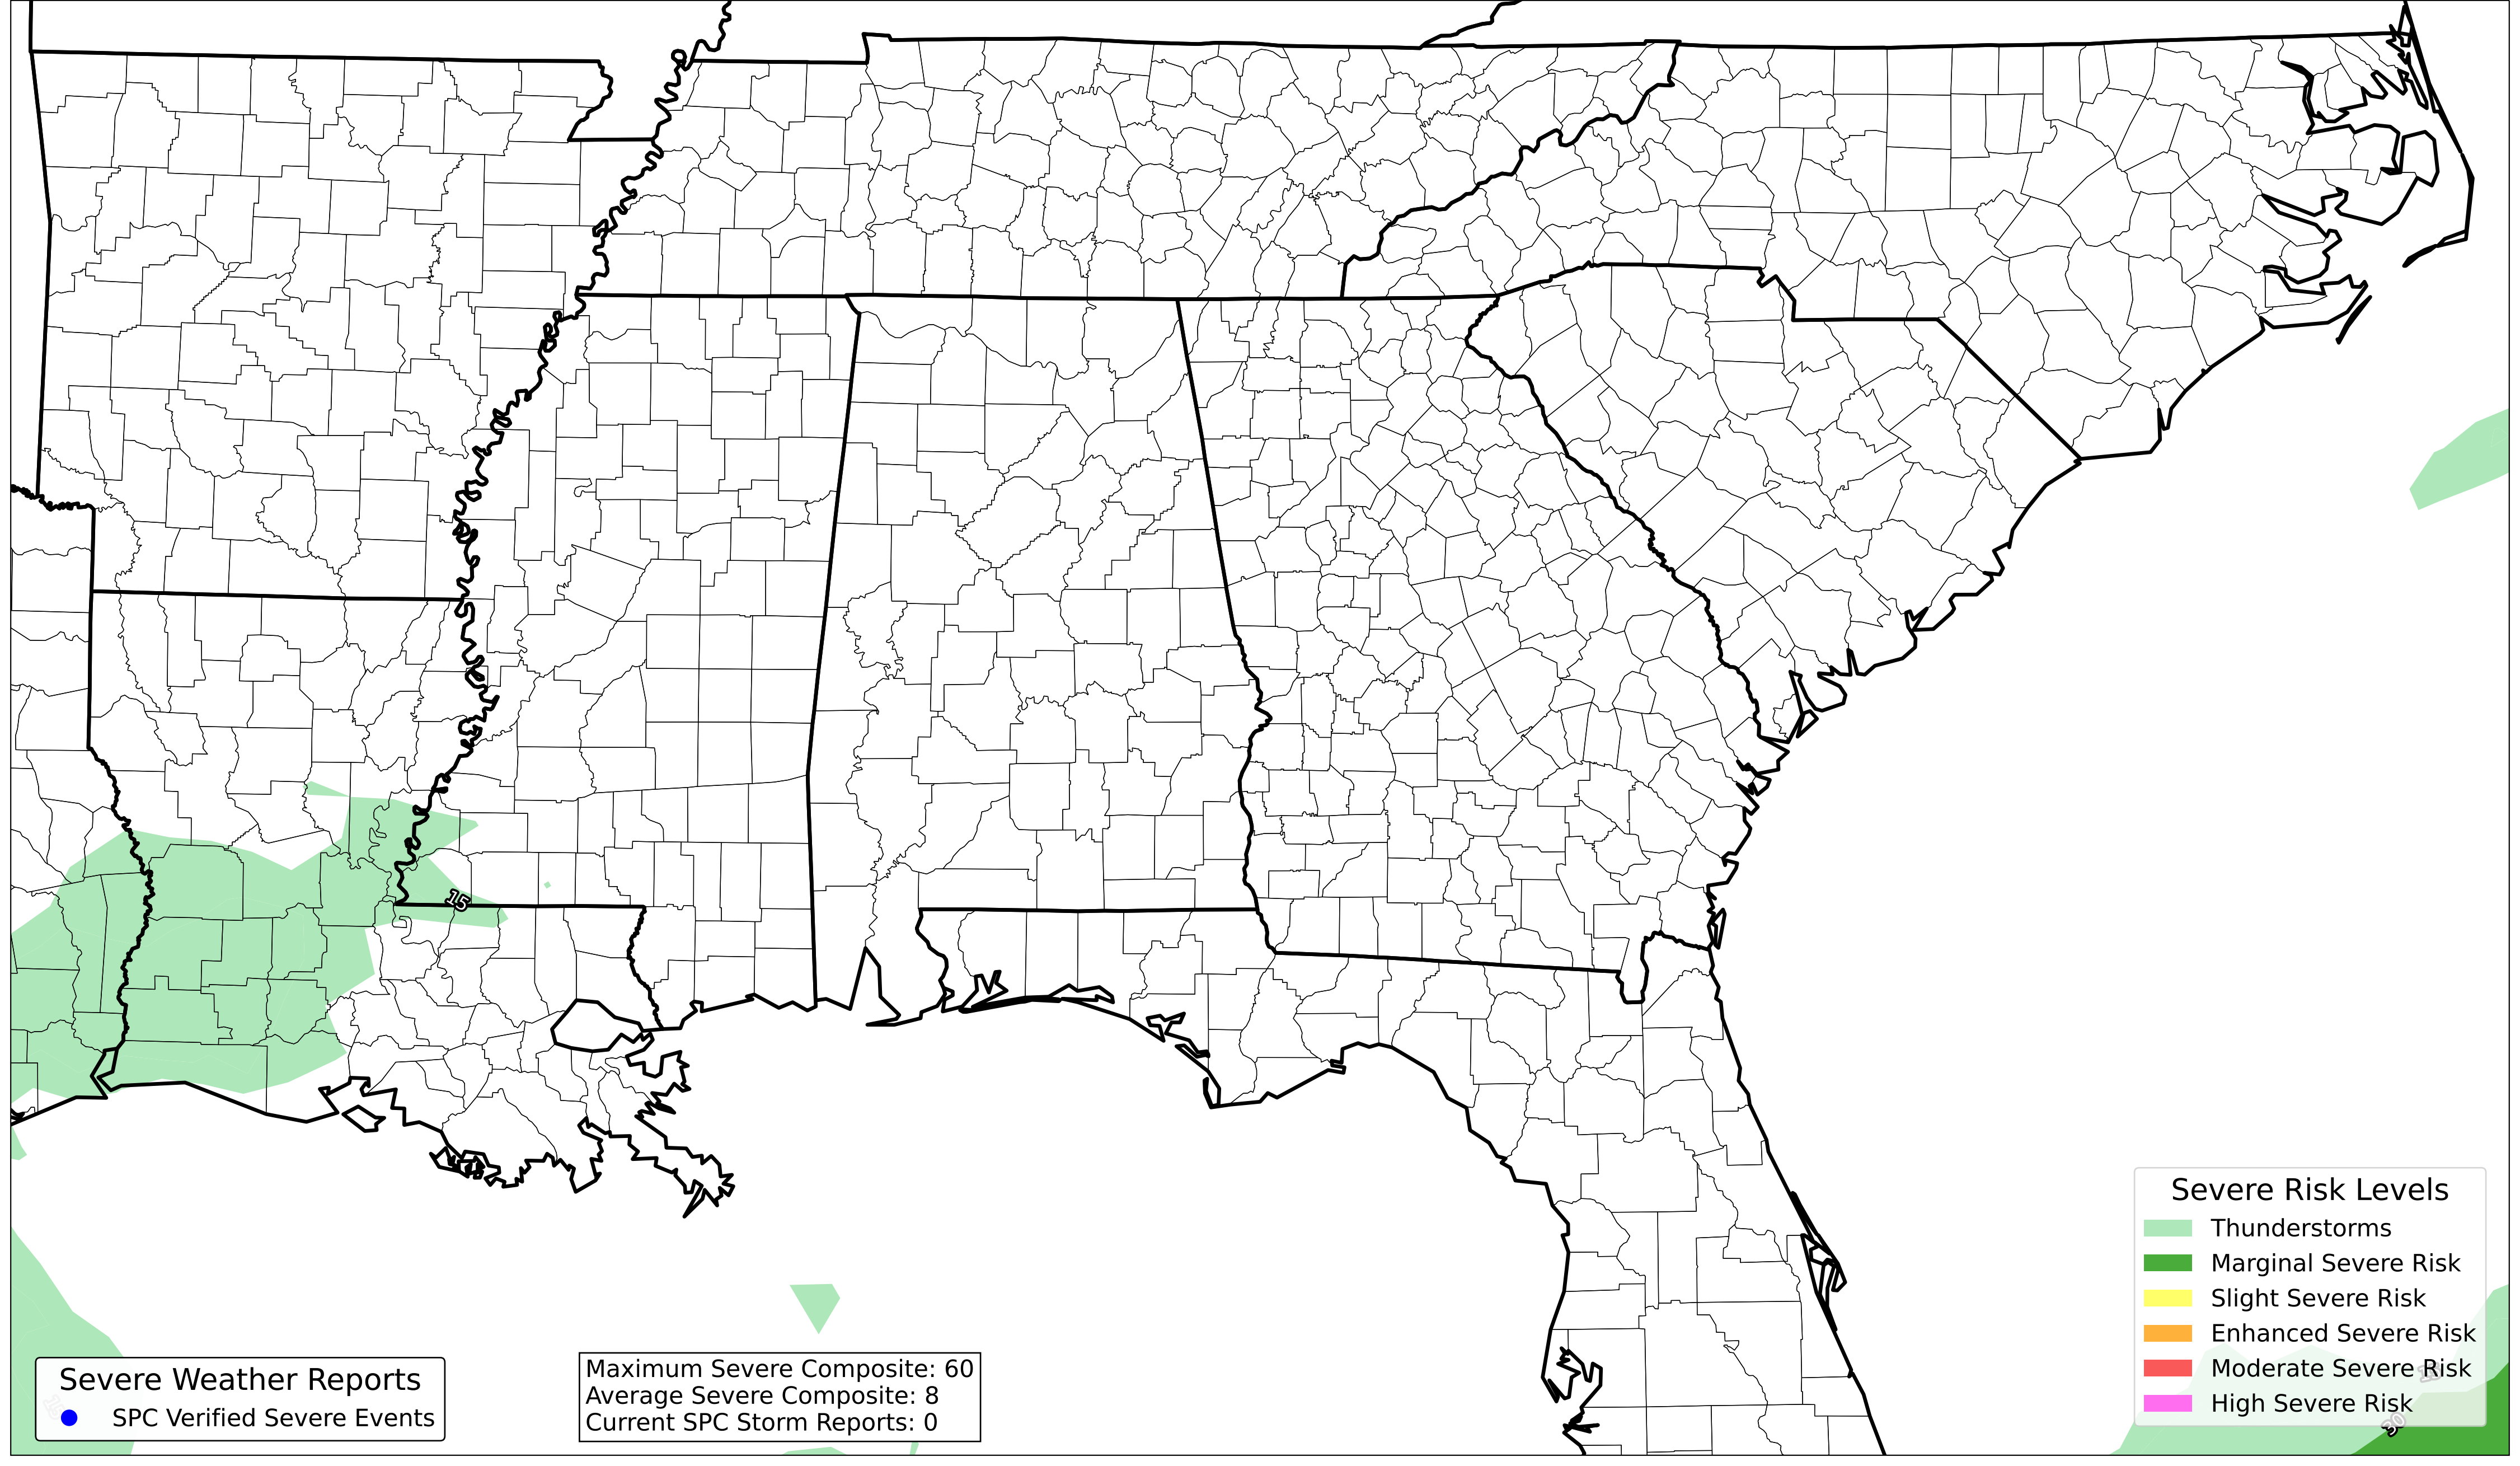 15
Severe Risk Levels
Thunderstorms
Marginal Severe Risk
Slight Severe Risk
Enhanced Severe Risk
Moderate Severe Risk
High Severe Risk
30
Severe Weather Reports
SPC Verified Severe Events
Maximum Severe Composite: 60
Average Severe Composite: 8
Current SPC Storm Reports: 0